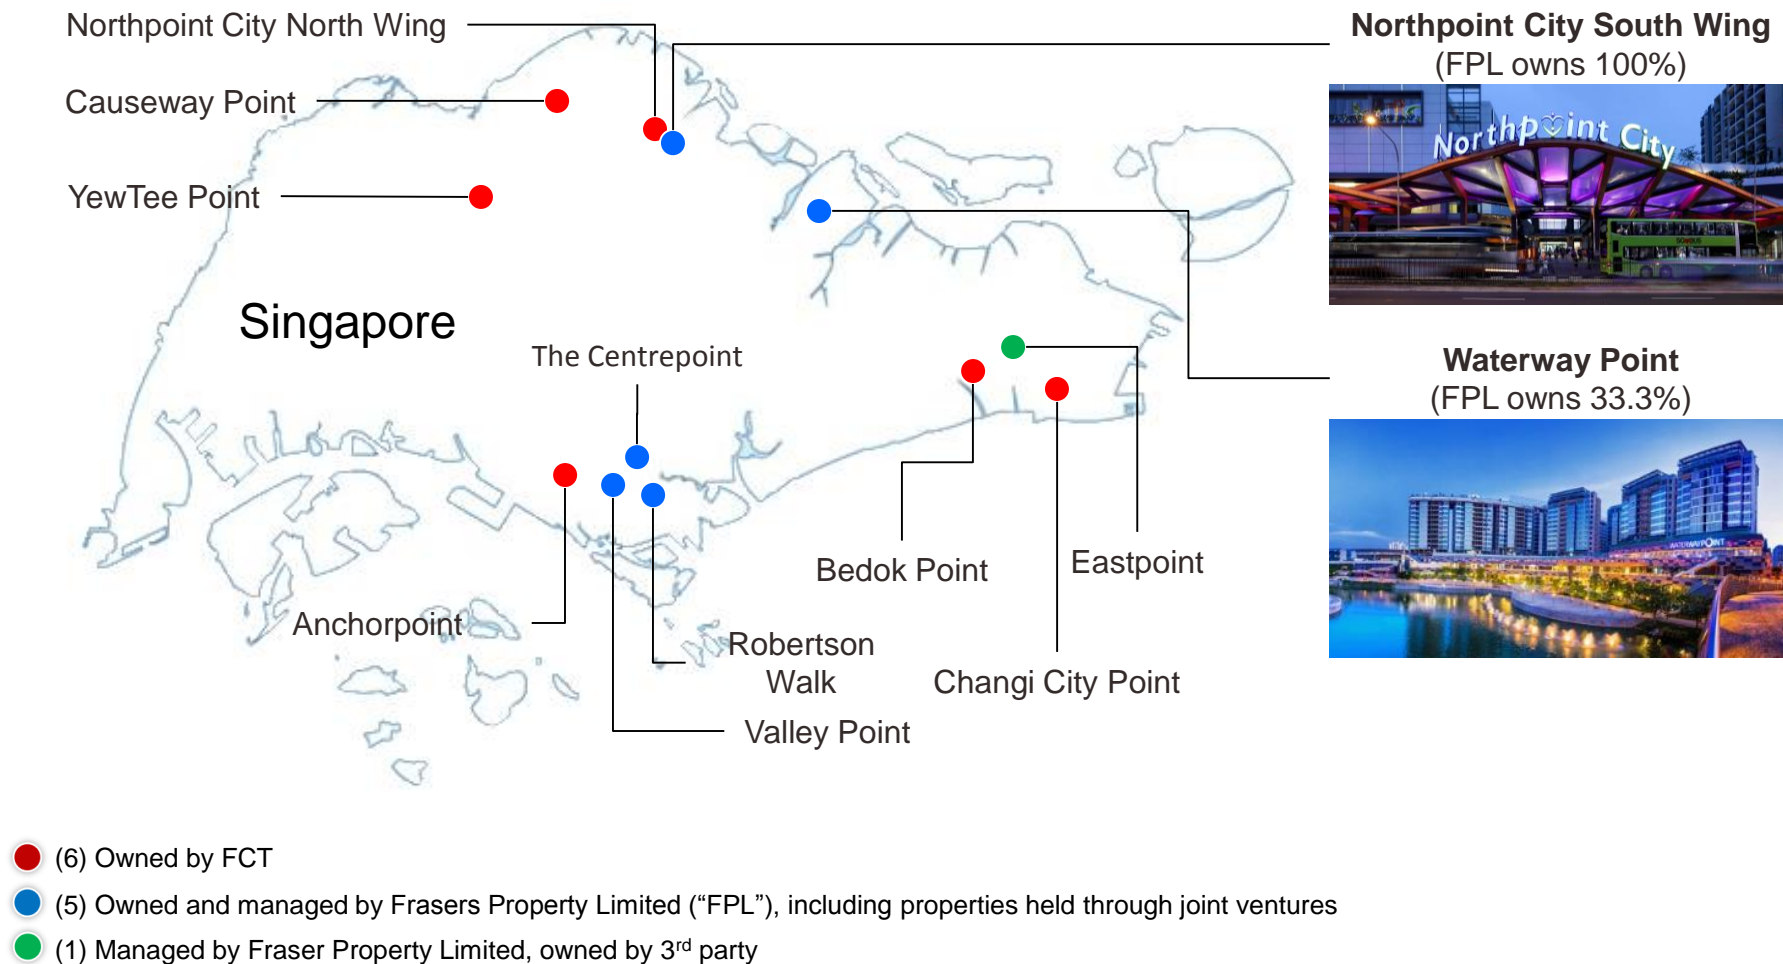 Northpoint City North Wing
Causeway Point
YewTee Point
Singapore
The Centrepoint
Anchorpoint
Robertson
Walk
Valley Point
Bedok Point
Eastpoint
Changi City Point
Northpoint City South Wing
(FPL owns 100%)
Northpoint City
Waterway Point
(FPL owns 33.3%)
WATERWAY POINT
(6) Owned by FCT
(5) Owned and managed by Frasers Property Limited (“FPL”), including properties held through joint ventures
(1) Managed by Fraser Property Limited, owned by 3rd party